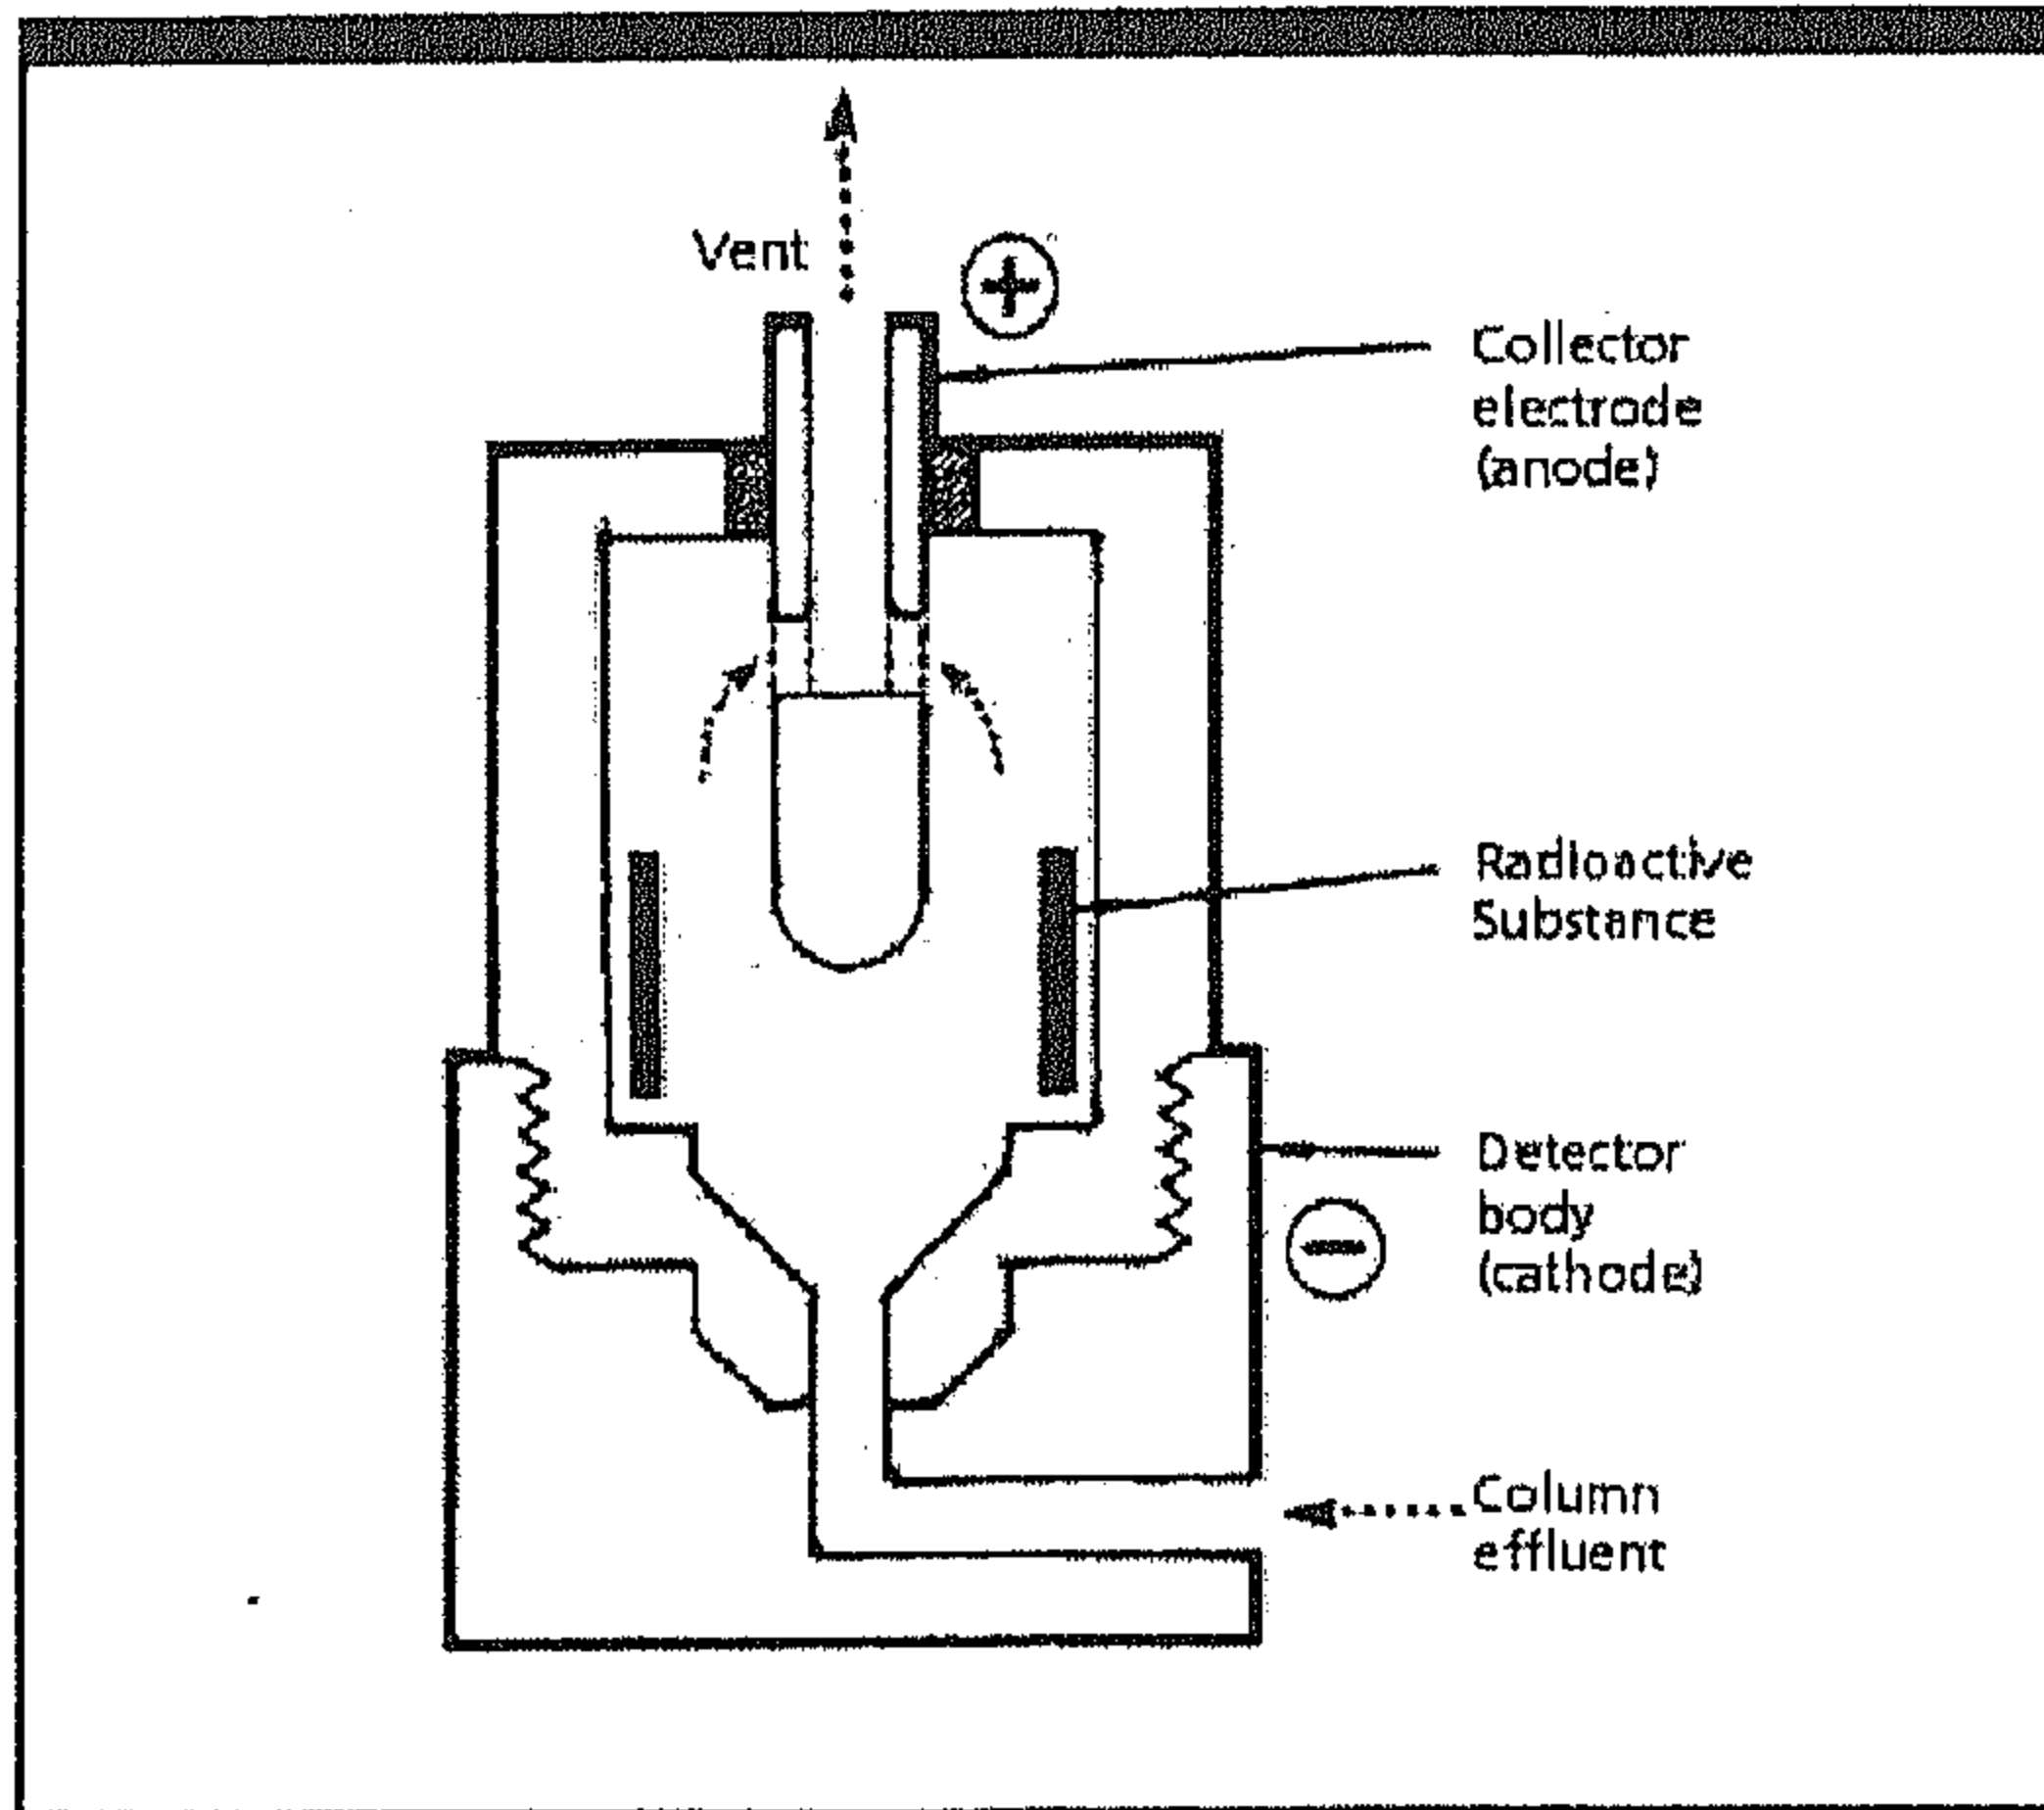 Vent
+
Collector
electrode
(anode)
Radioactive
Substance
Detector
body
(cathode)
−
Column
effluent